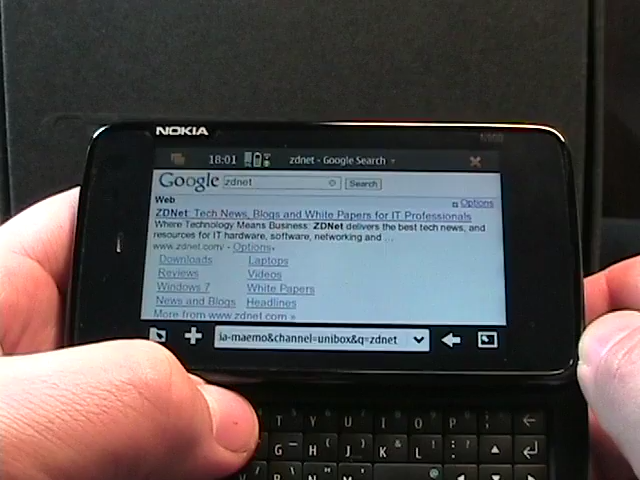 NOKIA N900
18:01 zdnet - Google Search
Google zdnet Search
Web Options
ZDNet: Tech News, Blogs and White Papers for IT Professionals
Where Technology Means Business: ZDNet delivers the best tech news, and
resources for IT hardware, software, networking and ...
www.zdnet.com/ - Options
Downloads Laptops
Reviews Videos
Windows 7 White Papers
News and Blogs Headlines
More from www.zdnet.com »
ia-maemo&channel=unibox&q=zdnet
T Y U I O P
G H J K L